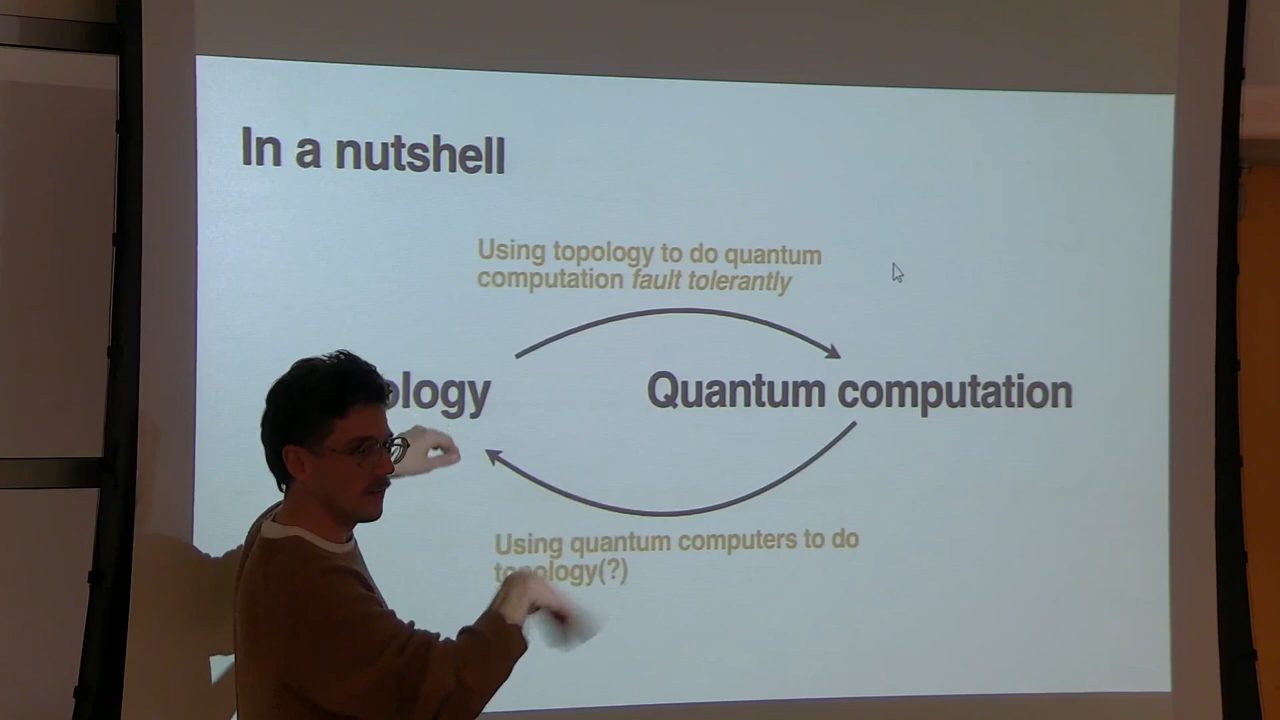 In a nutshell
Using topology to do quantum
computation fault tolerantly
ology
Quantum computation
Using quantum computers to do
topology(?)